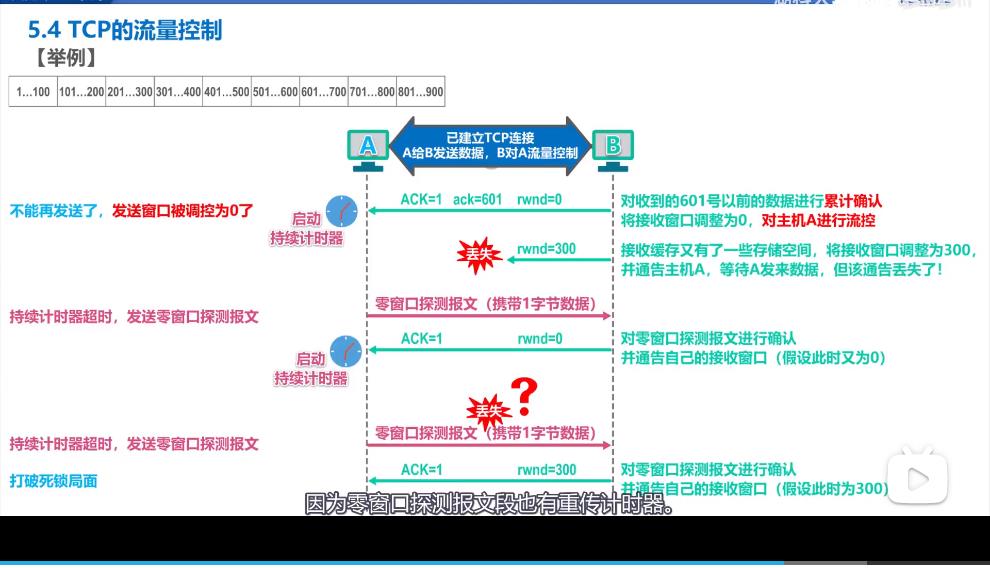 5.4 TCP的流量控制
【举例】
1…100 101…200 201…300 301…400 401…500 501…600 601…700 701…800 801…900
已建立TCP连接
A给B发送数据，B对A流量控制
A
B
不能再发送了，发送窗口被调控为0了
启动
持续计时器
ACK=1 ack=601 rwnd=0
对收到的601号以前的数据进行累计确认
将接收窗口调整为0，对主机A进行流控
丢失
rwnd=300
接收缓存又有了一些存储空间，将接收窗口调整为300，
并通告主机A，等待A发来数据，但该通告丢失了！
持续计时器超时，发送零窗口探测报文
零窗口探测报文（携带1字节数据）
启动
持续计时器
ACK=1 rwnd=0
对零窗口探测报文进行确认
并通告自己的接收窗口（假设此时又为0）
丢失 ?
持续计时器超时，发送零窗口探测报文
零窗口探测报文（携带1字节数据）
打破死锁局面
ACK=1 rwnd=300
对零窗口探测报文进行确认
并通告自己的接收窗口（假设此时为300）
因为零窗口探测报文段也有重传计时器。